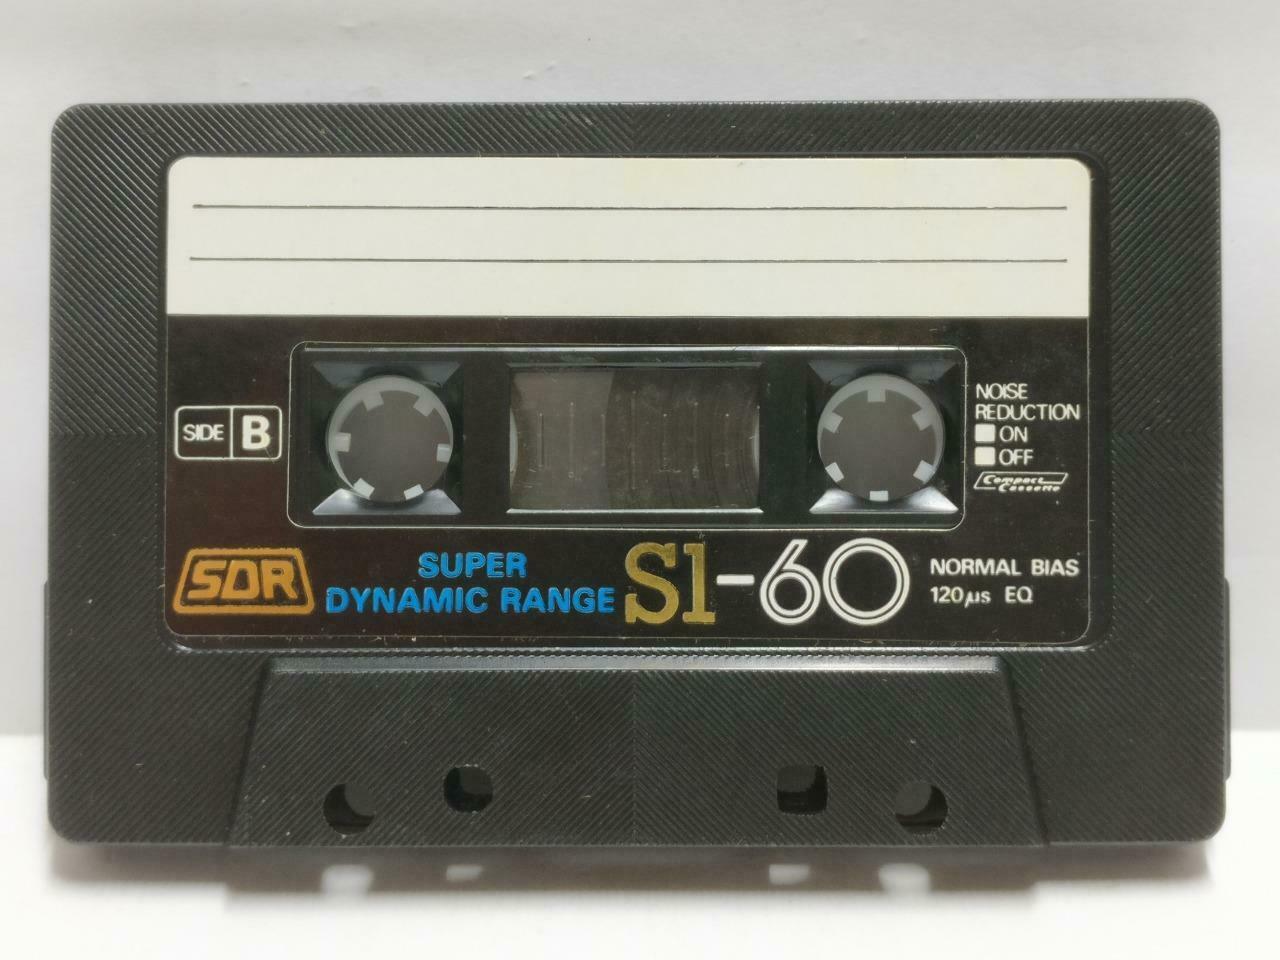 SIDE B
NOISE
REDUCTION
ON
OFF
Compact
Cassette
SDR
SUPER
DYNAMIC RANGE
S1-60
NORMAL BIAS
120µs EQ